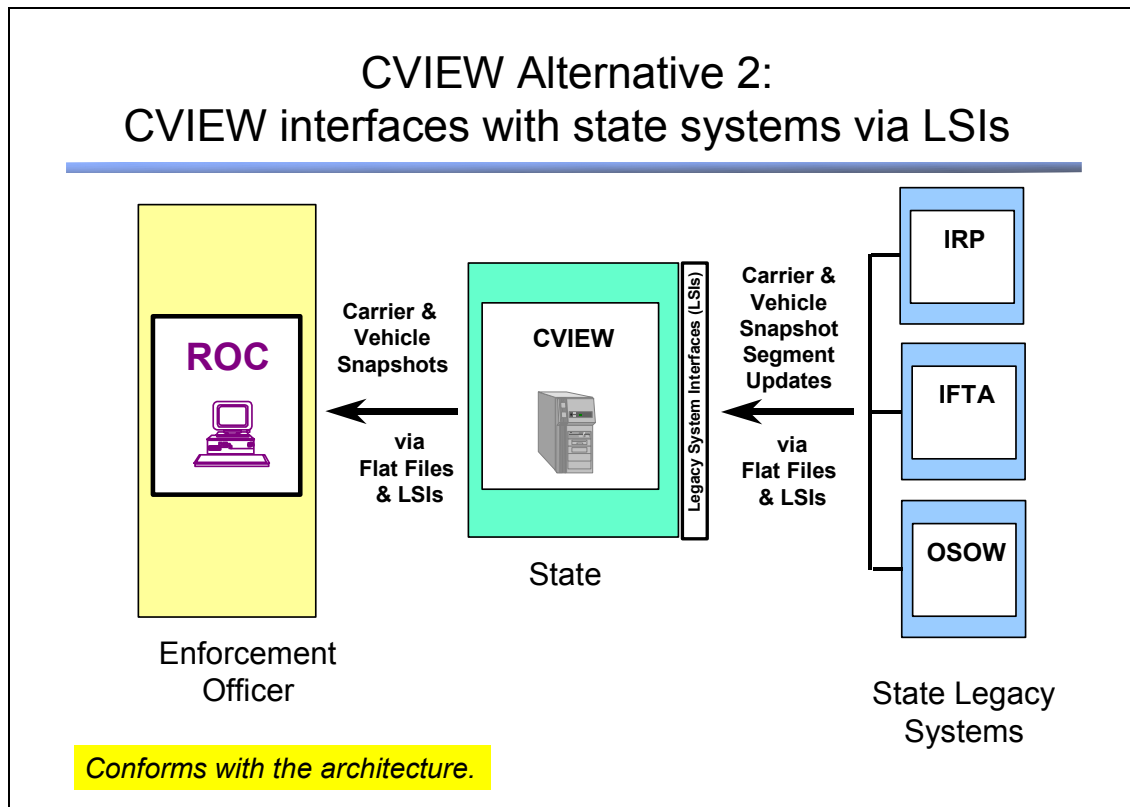 CVIEW Alternative 2:
CVIEW interfaces with state systems via LSIs
ROC
Enforcement
Officer
Carrier &
Vehicle
Snapshots
via
Flat Files
& LSIs
CVIEW
State
Legacy System Interfaces (LSIs)
Carrier &
Vehicle
Snapshot
Segment
Updates
via
Flat Files
& LSIs
IRP
IFTA
OSOW
State Legacy
Systems
Conforms with the architecture.